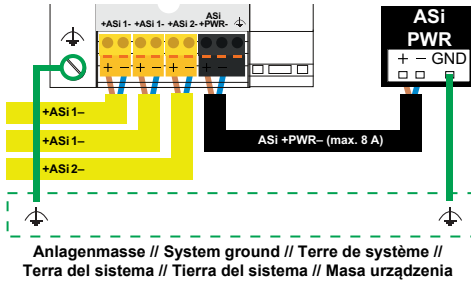 +ASi 1- +ASi 1- +ASi 2- ASi +PWR-
+ − + − + − + −
ASi
PWR
+ − GND
+ASi 1–
+ASi 1–
+ASi 2–
ASi +PWR– (max. 8 A)
Anlagenmasse // System ground // Terre de système //
Terra del sistema // Tierra del sistema // Masa urządzenia